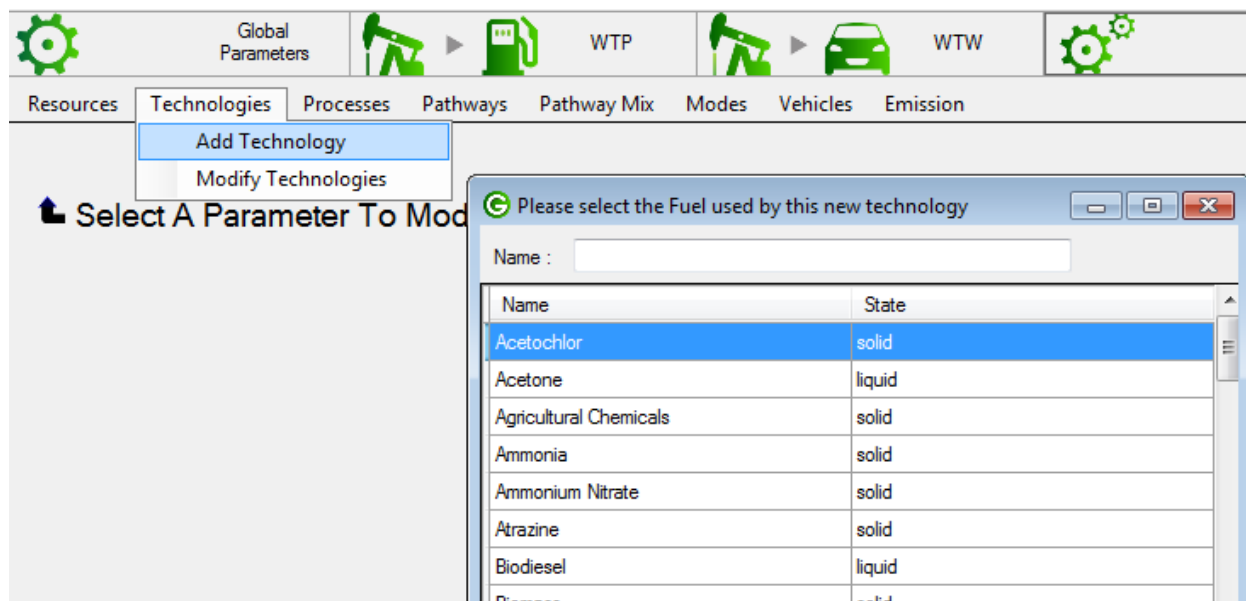 Global
Parameters
WTP
WTW
Resources Technologies Processes Pathways Pathway Mix Modes Vehicles Emission
Add Technology
Modify Technologies
Select A Parameter To Mod
Please select the Fuel used by this new technology
Name :
Name State
Acetochlor solid
Acetone liquid
Agricultural Chemicals solid
Ammonia solid
Ammonium Nitrate solid
Atrazine solid
Biodiesel liquid
Biomass solid